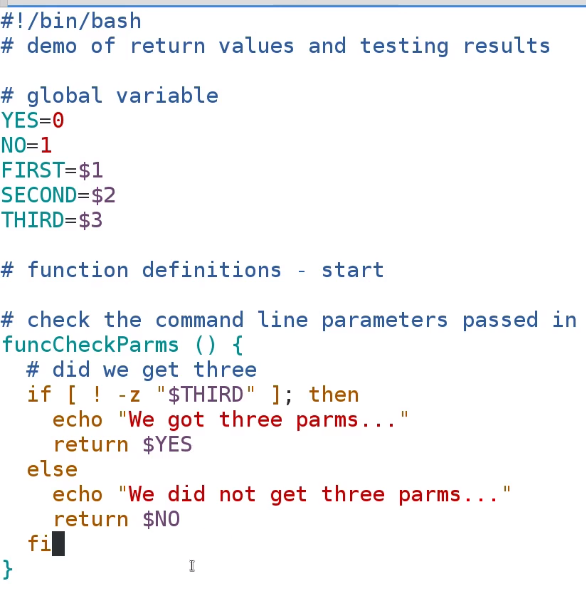 #!/bin/bash
# demo of return values and testing results

# global variable
YES=0
NO=1
FIRST=$1
SECOND=$2
THIRD=$3

# function definitions - start

# check the command line parameters passed in
funcCheckParms () {
  # did we get three
  if [ ! -z "$THIRD" ]; then
    echo "We got three parms..."
    return $YES
  else
    echo "We did not get three parms..."
    return $NO
  fi
}